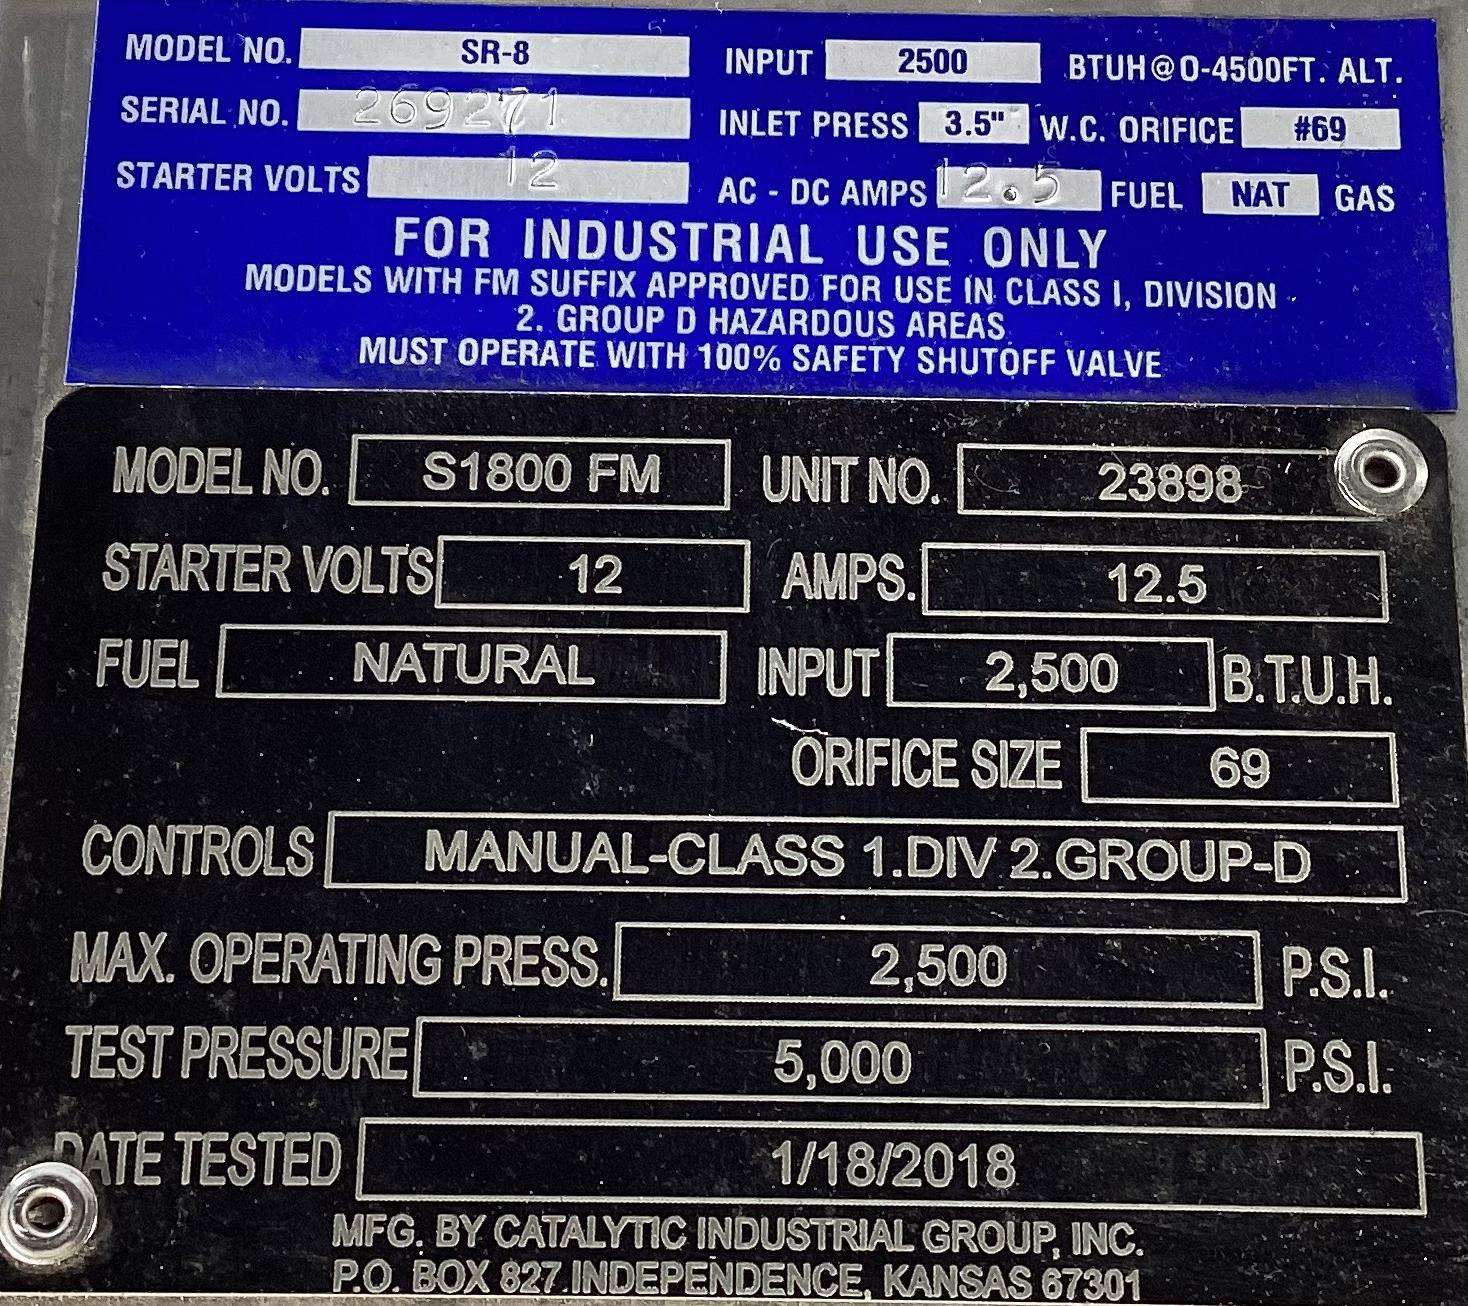 MODEL NO. SR-8 INPUT 2500 BTUH@0-4500FT. ALT.
SERIAL NO. 269271 INLET PRESS 3.5" W.C. ORIFICE #69
STARTER VOLTS 12 AC - DC AMPS 12.5 FUEL NAT GAS
FOR INDUSTRIAL USE ONLY
MODELS WITH FM SUFFIX APPROVED FOR USE IN CLASS I, DIVISION
2. GROUP D HAZARDOUS AREAS
MUST OPERATE WITH 100% SAFETY SHUTOFF VALVE
MODEL NO. S1800 FM UNIT NO. 23898
STARTER VOLTS 12 AMPS. 12.5
FUEL NATURAL INPUT 2,500 B.T.U.H.
ORIFICE SIZE 69
CONTROLS MANUAL-CLASS 1.DIV 2.GROUP-D
MAX. OPERATING PRESS. 2,500 P.S.I.
TEST PRESSURE 5,000 P.S.I.
DATE TESTED 1/18/2018
MFG. BY CATALYTIC INDUSTRIAL GROUP, INC.
P.O. BOX 827.INDEPENDENCE, KANSAS 67301